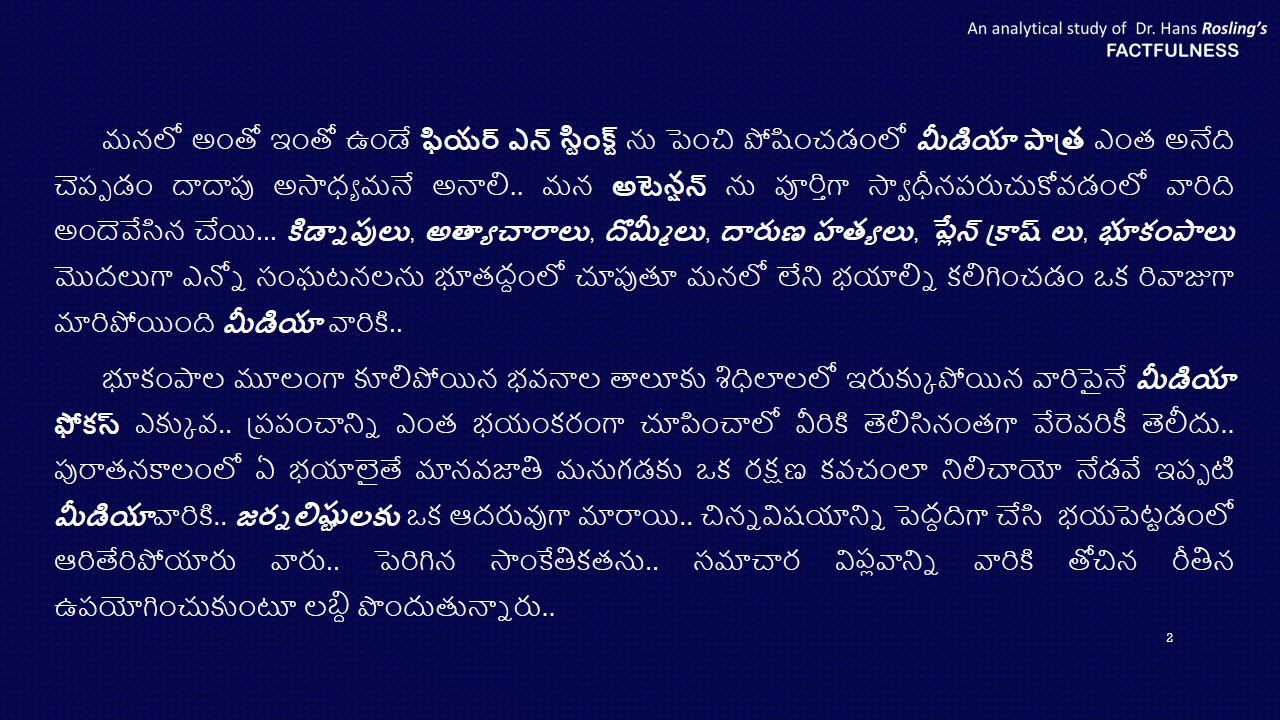 An analytical study of Dr. Hans Rosling's
FACTFULNESS
మనలో అంతో ఇంతో ఉండే ఫియర్ ఎన్ స్టింక్ట్ ను పెంచి పోషించడంలో మీడియా పాత్ర ఎంత అనేది
చెప్పడం దాదాపు అసాధ్యమనే అనాలి.. మన అటెన్షన్ ను పూర్తిగా స్వాధీనపరుచుకోవడంలో వారిది
అందెవేసిన చేయి... కిడ్నాపులు, అత్యాచారాలు, దొమ్మీలు, దారుణ హత్యలు, ప్లేన్ క్రాష్ లు, భూకంపాలు
మొదలుగా ఎన్నో సంఘటనలను భూతద్దంలో చూపుతూ మనలో లేని భయాల్ని కలిగించడం ఒక రివాజుగా
మారిపోయింది మీడియా వారికి..
భూకంపాల మూలంగా కూలిపోయిన భవనాల తాలూకు శిధిలాలలో ఇరుక్కుపోయిన వారిపైనే మీడియా
ఫోకస్ ఎక్కువ.. ప్రపంచాన్ని ఎంత భయంకరంగా చూపించాలో వీరికి తెలిసినంతగా వేరెవరికీ తెలీదు..
పురాతనకాలంలో ఏ భయాలైతే మానవజాతి మనుగడకు ఒక రక్షణ కవచంలా నిలిచాయో నేడవే ఇప్పటి
మీడియావారికి.. జర్నలిష్టులకు ఒక ఆదరువుగా మారాయి.. చిన్నవిషయాన్ని పెద్దదిగా చేసి భయపెట్టడంలో
ఆరితేరిపోయారు వారు.. పెరిగిన సాంకేతికతను.. సమాచార విప్లవాన్ని వారికి తోచిన రీతిన
ఉపయోగించుకుంటూ లబ్ది పొందుతున్నారు..
2